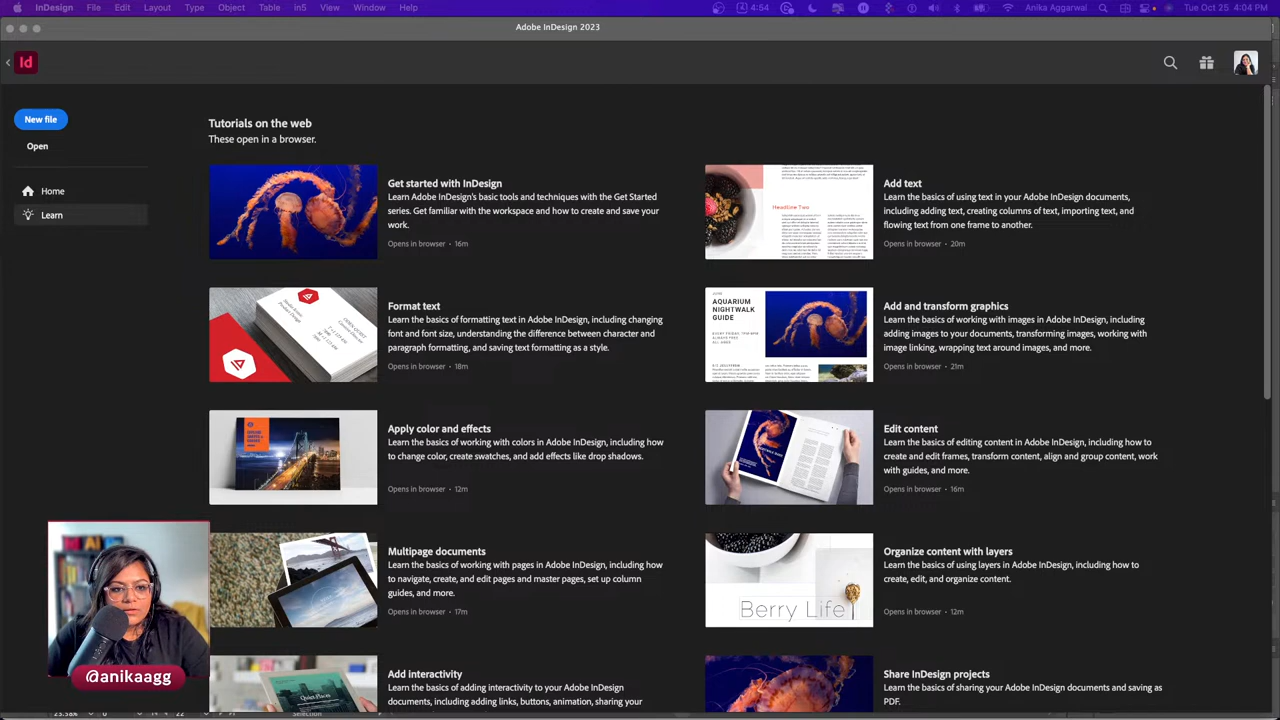 InDesign File Edit Layout Type Object Table in5 View Window Help
4:54 Anika Aggarwal Tue Oct 25 4:04 PM
Adobe InDesign 2023
Id
New file
Open
Home
Learn
Tutorials on the web
These open in a browser.
Get started with InDesign
Learn Adobe InDesign's basic tools and techniques with the Get Started
series. Get familiar with the workspace and how to create and save your
work.
Opens in browser • 16m
Headline Two
Add text
Learn the basics of using text in your Adobe InDesign documents,
including adding text, creating columns of text, importing text, and
flowing text from one frame to another.
Opens in browser • 20m
Format text
Learn the basics of formatting text in Adobe InDesign, including changing
font and font size, understanding the difference between character and
paragraph formatting, and saving text formatting as a style.
Opens in browser • 18m
AQUARIUM
NIGHTWALK
GUIDE
Add and transform graphics
Learn the basics of working with images in Adobe InDesign, including
adding images to your documents, transforming images, working with
image linking, wrapping text around images, and more.
Opens in browser • 21m
Apply color and effects
Learn the basics of working with colors in Adobe InDesign, including how
to change color, create swatches, and add effects like drop shadows.
Opens in browser • 12m
Edit content
Learn the basics of editing content in Adobe InDesign, including how to
create and edit frames, transform content, align and group content, work
with guides, and more.
Opens in browser • 16m
Multipage documents
Learn the basics of working with pages in Adobe InDesign, including how
to navigate, create, and edit pages and master pages, set up column
guides, and more.
Opens in browser • 17m
Berry Life
Organize content with layers
Learn the basics of using layers in Adobe InDesign, including how to
create, edit, and organize content.
Opens in browser • 12m
@anikaagg
Quiet Places
Add interactivity
Learn the basics of adding interactivity to your Adobe InDesign
documents, including adding links, buttons, animation, sharing your
Share InDesign projects
Learn the basics of sharing your InDesign documents and saving as
PDF.